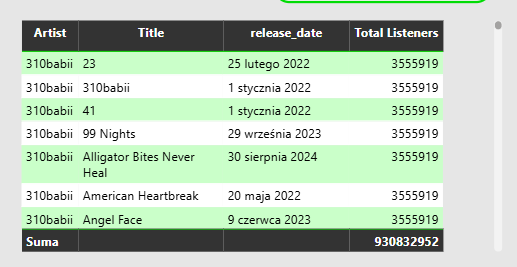 Artist Title release_date Total Listeners
310babii 23 25 lutego 2022 3555919
310babii 310babii 1 stycznia 2022 3555919
310babii 41 1 stycznia 2022 3555919
310babii 99 Nights 29 września 2023 3555919
310babii Alligator Bites Never 30 sierpnia 2024 3555919
Heal
310babii American Heartbreak 20 maja 2022 3555919
310babii Angel Face 9 czerwca 2023 3555919
Suma 930832952